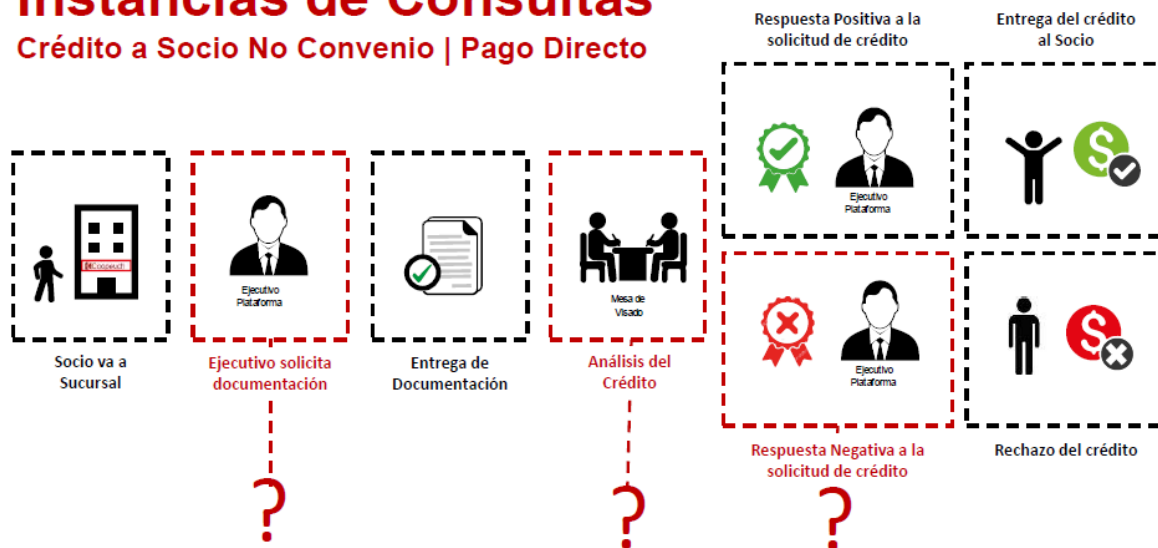 Instancias de Consultas
Crédito a Socio No Convenio | Pago Directo
Respuesta Positiva a la
solicitud de crédito
Entrega del crédito
al Socio
Ejecutivo
Plataforma
Coopeuch
Ejecutivo
Plataforma
Mesa de
Visado
Ejecutivo
Plataforma
Socio va a
Sucursal
Ejecutivo solicita
documentación
Entrega de
Documentación
Análisis del
Crédito
Respuesta Negativa a la
solicitud de crédito
Rechazo del crédito
?
?
?